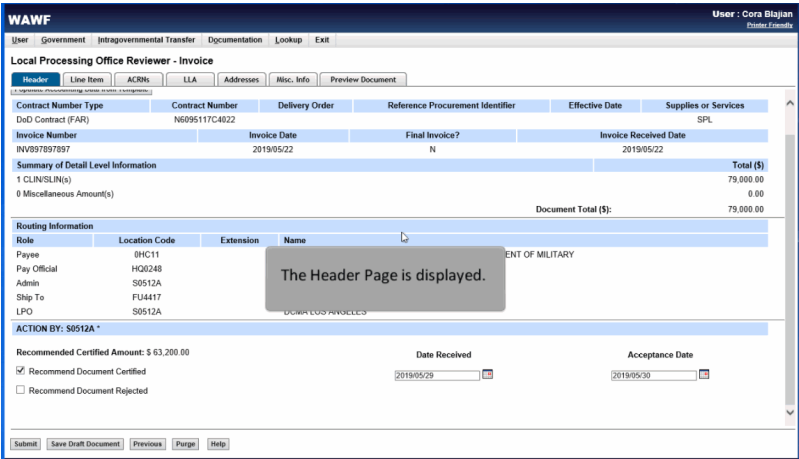 WAWF
User : Cora Blajian
Printer Friendly
User Government Intragovernmental Transfer Documentation Lookup Exit
Local Processing Office Reviewer - Invoice
Header Line Item ACRNs LLA Addresses Misc. Info Preview Document
Populate Accounting Data from Template
Contract Number Type Contract Number Delivery Order Reference Procurement Identifier Effective Date Supplies or Services
DoD Contract (FAR) N6095117C4022 SPL
Invoice Number Invoice Date Final Invoice? Invoice Received Date
INV897897897 2019/05/22 N 2019/05/22
Summary of Detail Level Information Total ($)
1 CLIN/SLIN(s) 79,000.00
0 Miscellaneous Amount(s) 0.00
Document Total ($): 79,000.00
Routing Information
Role Location Code Extension Name
Payee 0HC11 ENT OF MILITARY
Pay Official HQ0248
Admin S0512A
Ship To FU4417
LPO S0512A DCMA LOS ANGELES
The Header Page is displayed.
ACTION BY: S0512A *
Recommended Certified Amount: $ 63,200.00 Date Received Acceptance Date
Recommend Document Certified 2019/05/29 2019/05/30
Recommend Document Rejected
Submit Save Draft Document Previous Purge Help